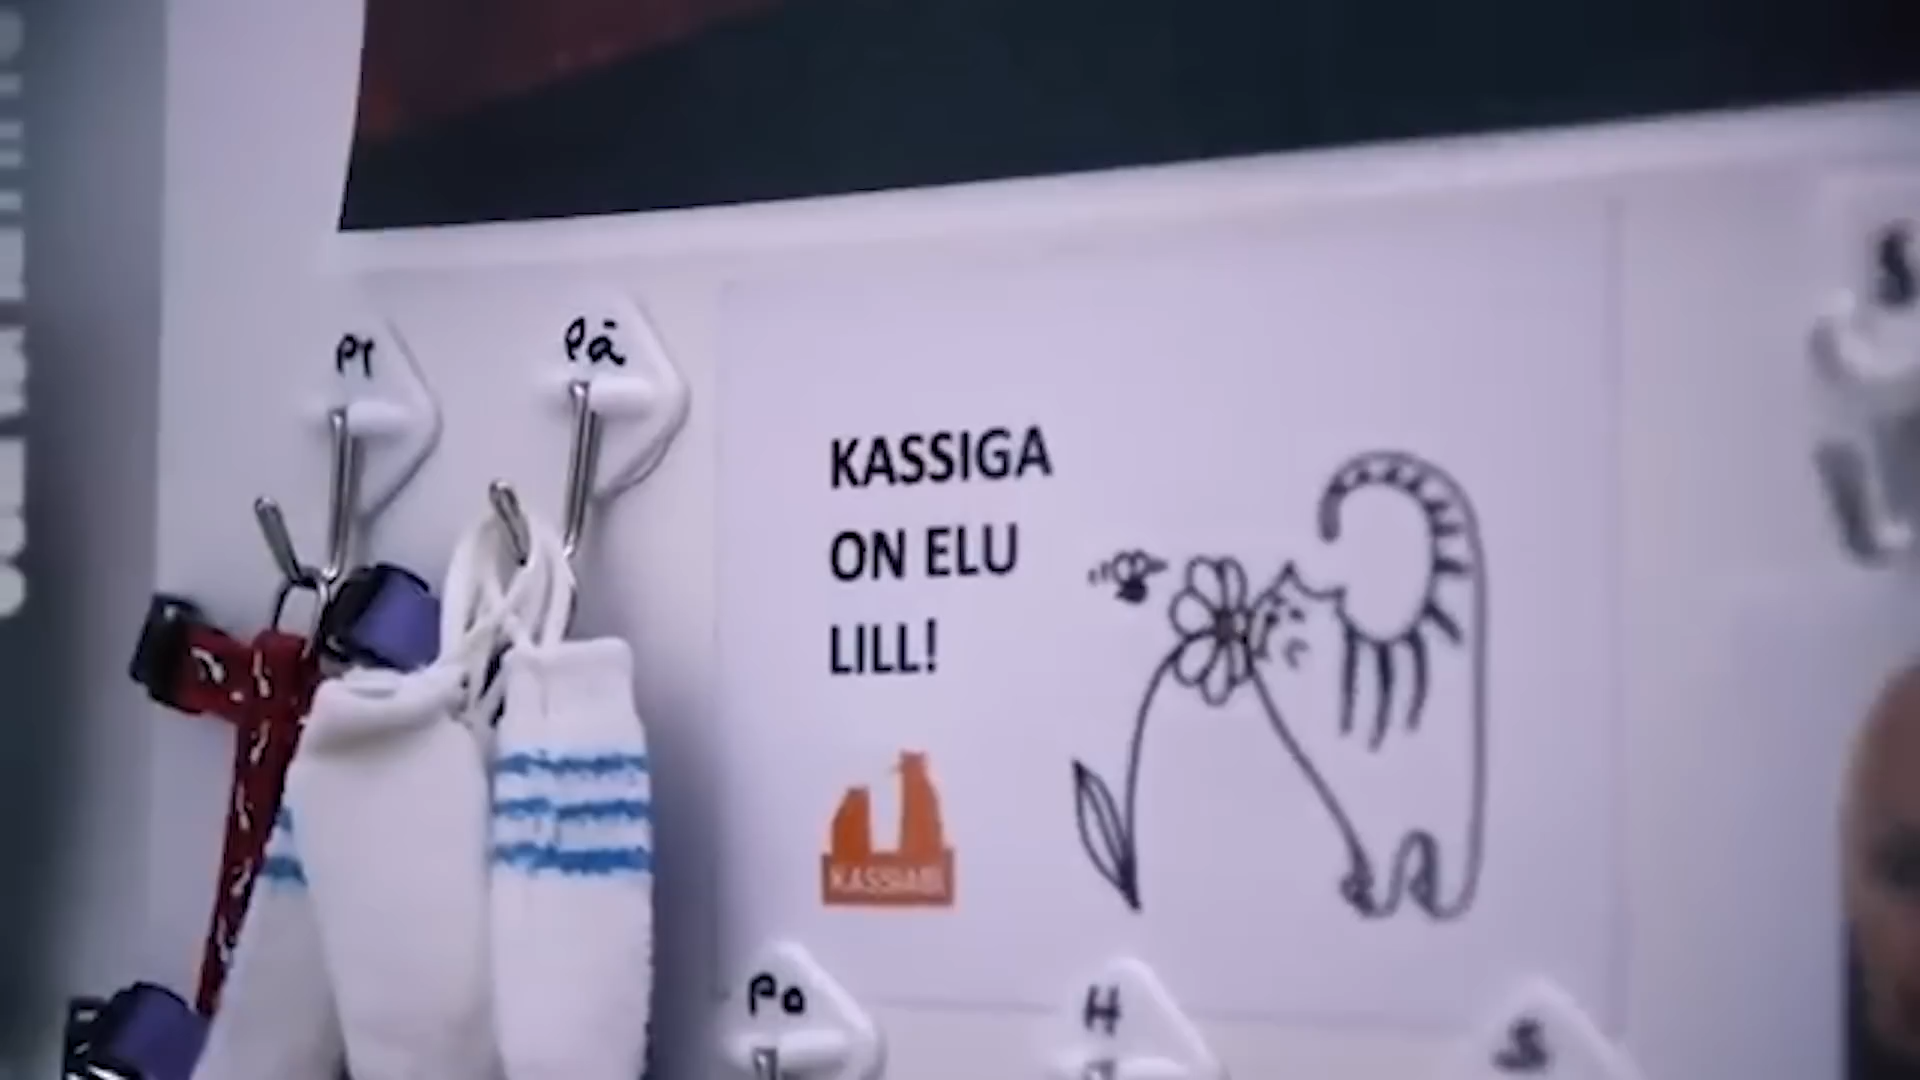 Pr
Pä
KASSIGA
ON ELU
LILL!
KASSIABI
Po
H
S
S